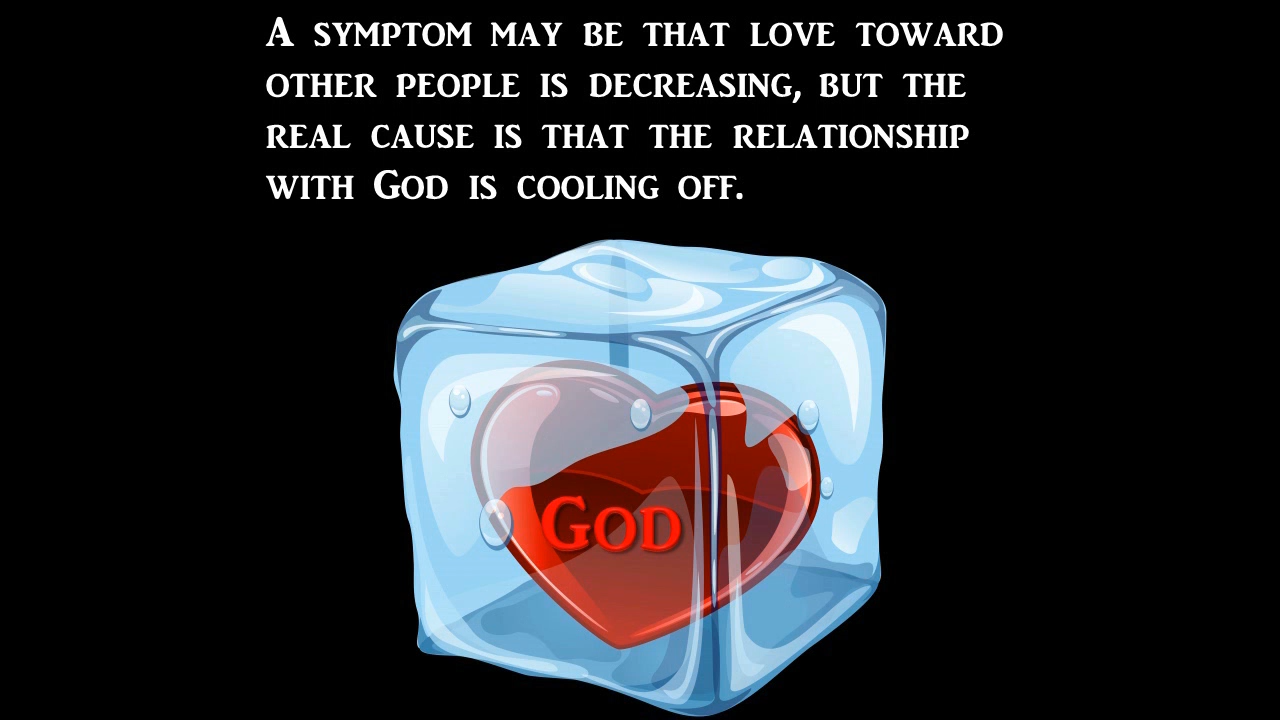 A symptom may be that love toward
other people is decreasing, but the
real cause is that the relationship
with God is cooling off.
God